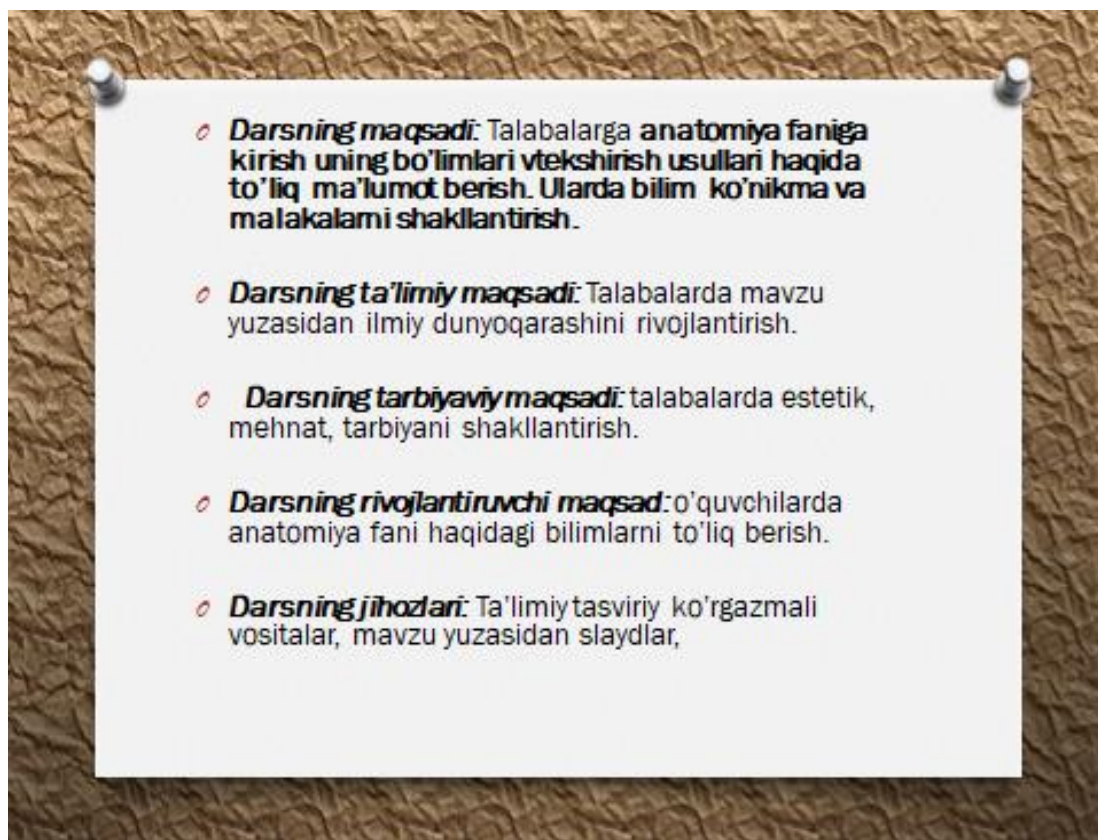 Darsning maqsadi: Talabalarga anatomiya faniga
kirish uning bo'limlari vtekshirish usullari haqida
to'liq ma'lumot berish. Ularda bilim ko'nikma va
malakalarni shakllantirish.
Darsning ta'limiy maqsadi: Talabalarda mavzu
yuzasidan ilmiy dunyoqarashini rivojlantirish.
Darsning tarbiyaviy maqsadi: talabalarda estetik,
mehnat, tarbiyani shakllantirish.
Darsning rivojlantiruvchi maqsad: o'quvchilarda
anatomiya fani haqidagi bilimlarni to'liq berish.
Darsning jihozlari: Ta'limiy tasviriy ko'rgazmali
vositalar, mavzu yuzasidan slaydlar,